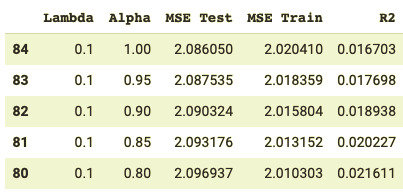 Lambda Alpha MSE Test MSE Train R2
84 0.1 1.00 2.086050 2.020410 0.016703
83 0.1 0.95 2.087535 2.018359 0.017698
82 0.1 0.90 2.090324 2.015804 0.018938
81 0.1 0.85 2.093176 2.013152 0.020227
80 0.1 0.80 2.096937 2.010303 0.021611